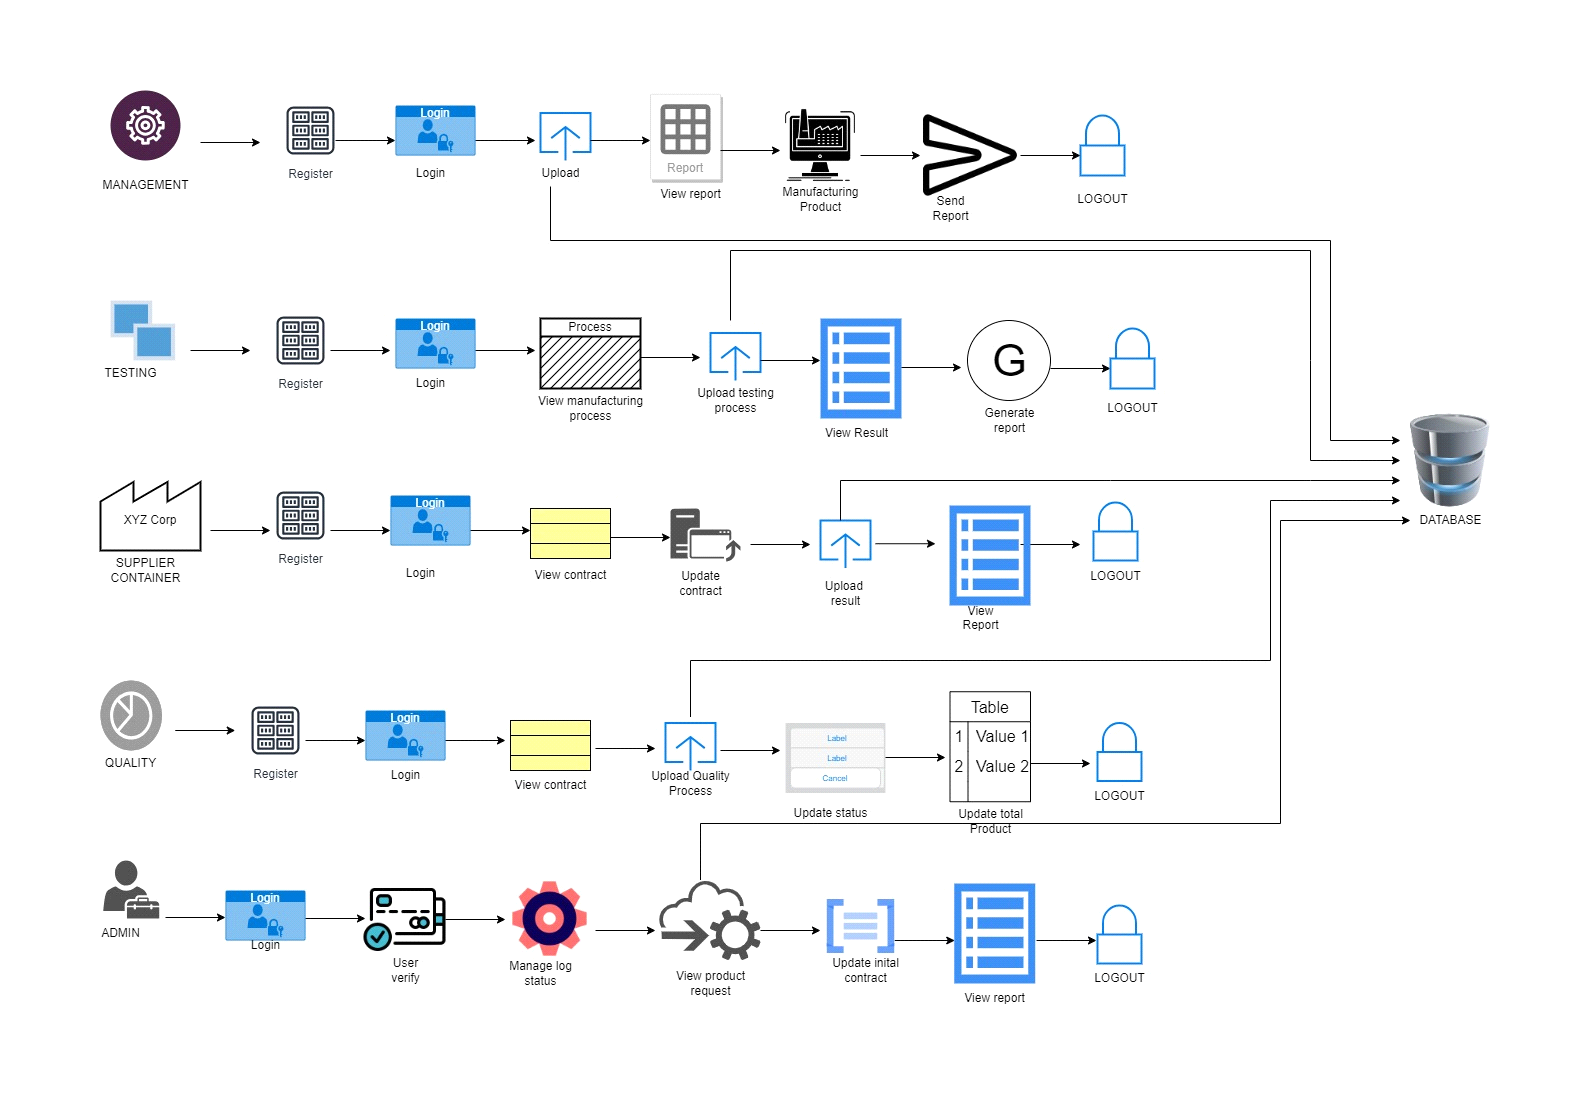 MANAGEMENT
Register
Login
Login
Upload
Report
View report
Manufacturing
Product
Send
Report
LOGOUT
TESTING
Register
Login
Login
Process
View manufacturing
process
Upload testing
process
View Result
G
Generate
report
LOGOUT
XYZ Corp
SUPPLIER
CONTAINER
Register
Login
Login
View contract
Update
contract
Upload
result
View
Report
LOGOUT
DATABASE
QUALITY
Register
Login
Login
View contract
Upload Quality
Process
Label
Label
Cancel
Update status
Table
1 Value 1
2 Value 2
Update total
Product
LOGOUT
ADMIN
Login
Login
User
verify
Manage log
status
View product
request
Update inital
contract
View report
LOGOUT